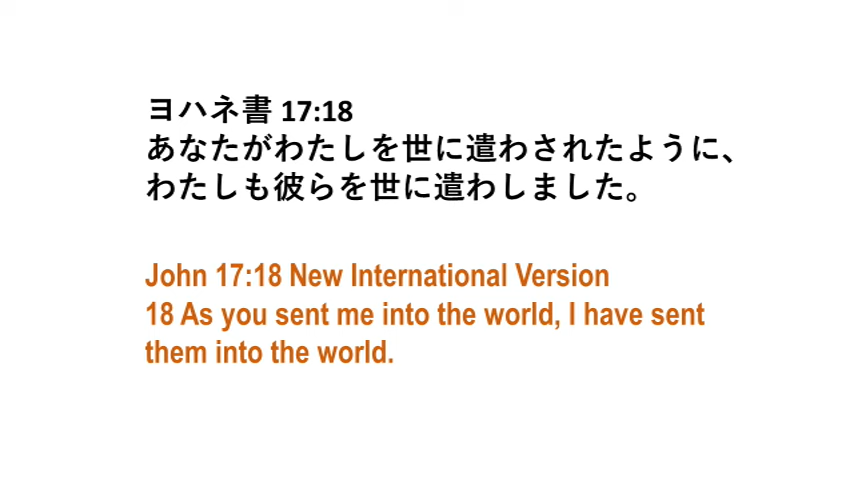 ヨハネ書 17:18
あなたがわたしを世に遣わされたように、
わたしも彼らを世に遣わしました。
John 17:18 New International Version
18 As you sent me into the world, I have sent
them into the world.